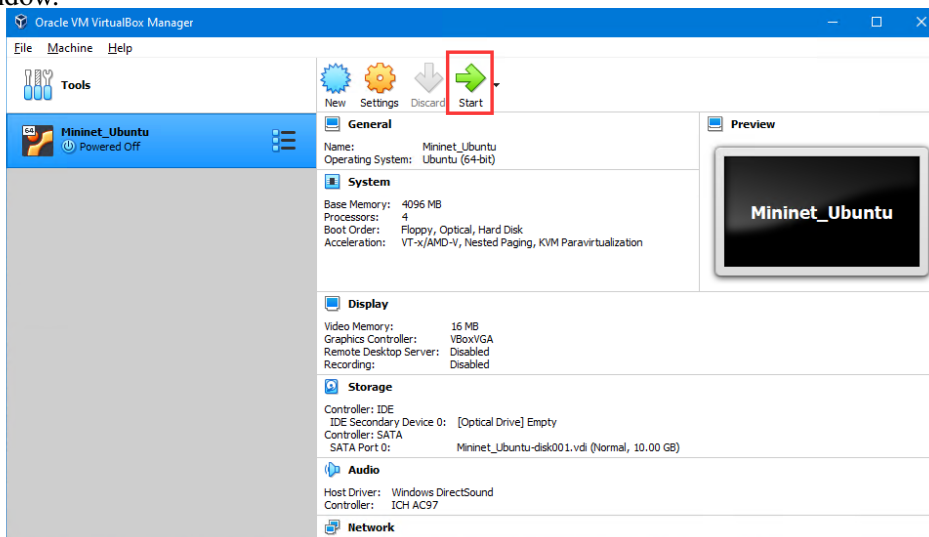 ndow.
Oracle VM VirtualBox Manager
File Machine Help
Tools
New Settings Discard Start
64
Mininet_Ubuntu
Powered Off
General
Name: Mininet_Ubuntu
Operating System: Ubuntu (64-bit)
System
Base Memory: 4096 MB
Processors: 4
Boot Order: Floppy, Optical, Hard Disk
Acceleration: VT-x/AMD-V, Nested Paging, KVM Paravirtualization
Preview
Mininet_Ubuntu
Display
Video Memory: 16 MB
Graphics Controller: VBoxVGA
Remote Desktop Server: Disabled
Recording: Disabled
Storage
Controller: IDE
IDE Secondary Device 0: [Optical Drive] Empty
Controller: SATA
SATA Port 0: Mininet_Ubuntu-disk001.vdi (Normal, 10.00 GB)
Audio
Host Driver: Windows DirectSound
Controller: ICH AC97
Network